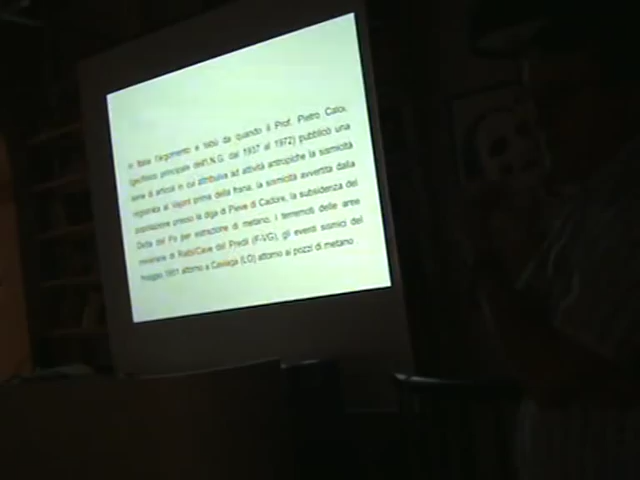 In Italia l'argomento è tabù da quando il Prof. Pietro Caloi,
(geofisico principale dell'I.N.G. dal 1937 al 1972) pubblicò una
serie di articoli in cui attribuiva ad attività antropiche la sismicità
registrata al Vajont prima della frana, la sismicità avvertita dalla
popolazione presso la diga di Pieve di Cadore, la subsidenza del
Delta del Po per estrazione di metano, i terremoti delle aree
minerarie di Raibl/Cave del Predil (F-VG), gli eventi sismici del
maggio 1951 attorno a Caviaga (LO) attorno ai pozzi di metano